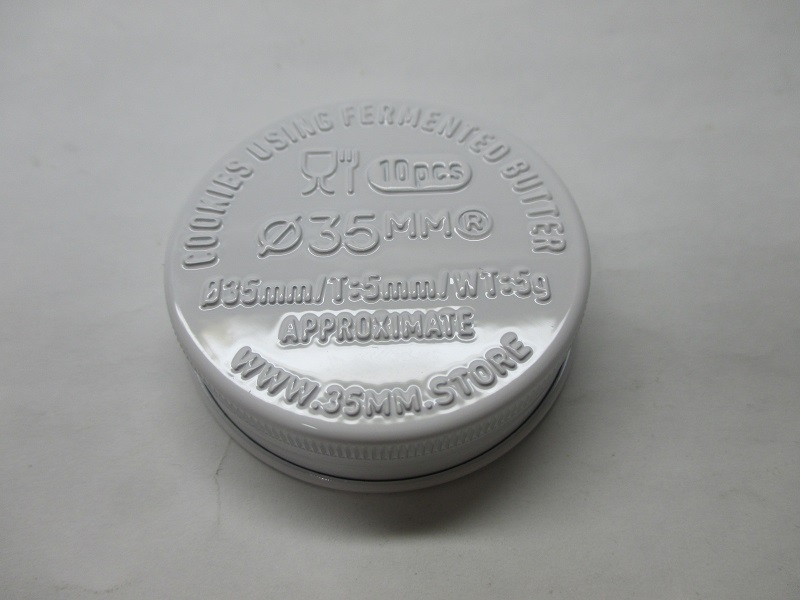 COOKIES USING FERMENTED BUTTER
10pcs
Ø35MM®
Ø35mm/T:5mm/WT:5g
APPROXIMATE
WWW.35MM.STORE